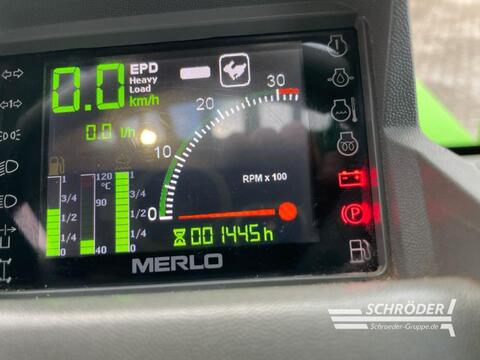 0.0 EPD
Heavy
Load
km/h
0.0 l/h
0 10 20 30
RPM x 100
1 3/4 1/2 1/4 0
120 °C 90 40
1 3/4 1/2 1/4 0
001445h
P
MERLO
SCHRÖDER
Schroeder-Gruppe.de